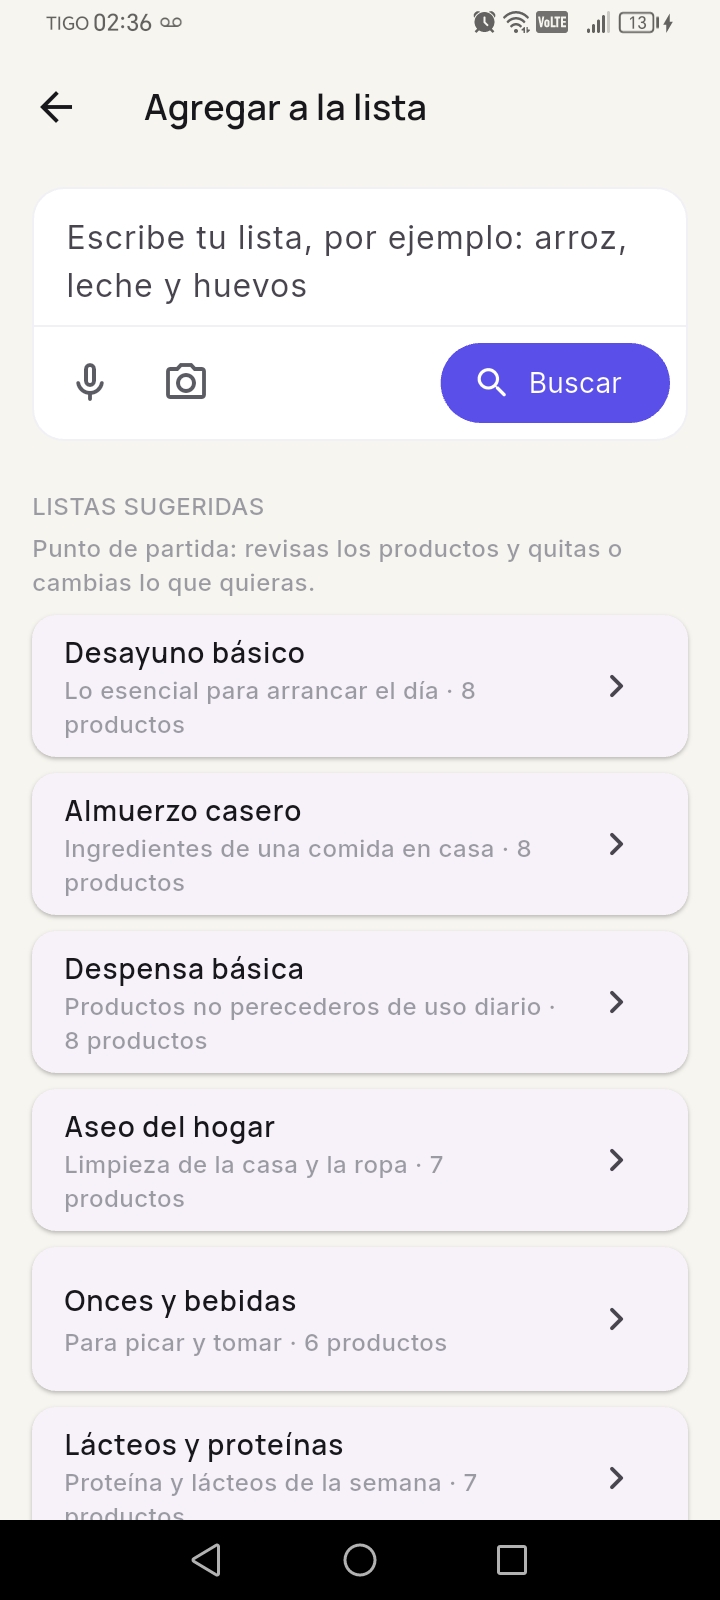 TIGO 02:36
VoLTE 13
Agregar a la lista
Escribe tu lista, por ejemplo: arroz,
leche y huevos
Buscar
LISTAS SUGERIDAS
Punto de partida: revisas los productos y quitas o
cambias lo que quieras.
Desayuno básico
Lo esencial para arrancar el día · 8
productos
Almuerzo casero
Ingredientes de una comida en casa · 8
productos
Despensa básica
Productos no perecederos de uso diario ·
8 productos
Aseo del hogar
Limpieza de la casa y la ropa · 7
productos
Onces y bebidas
Para picar y tomar · 6 productos
Lácteos y proteínas
Proteína y lácteos de la semana · 7
productos